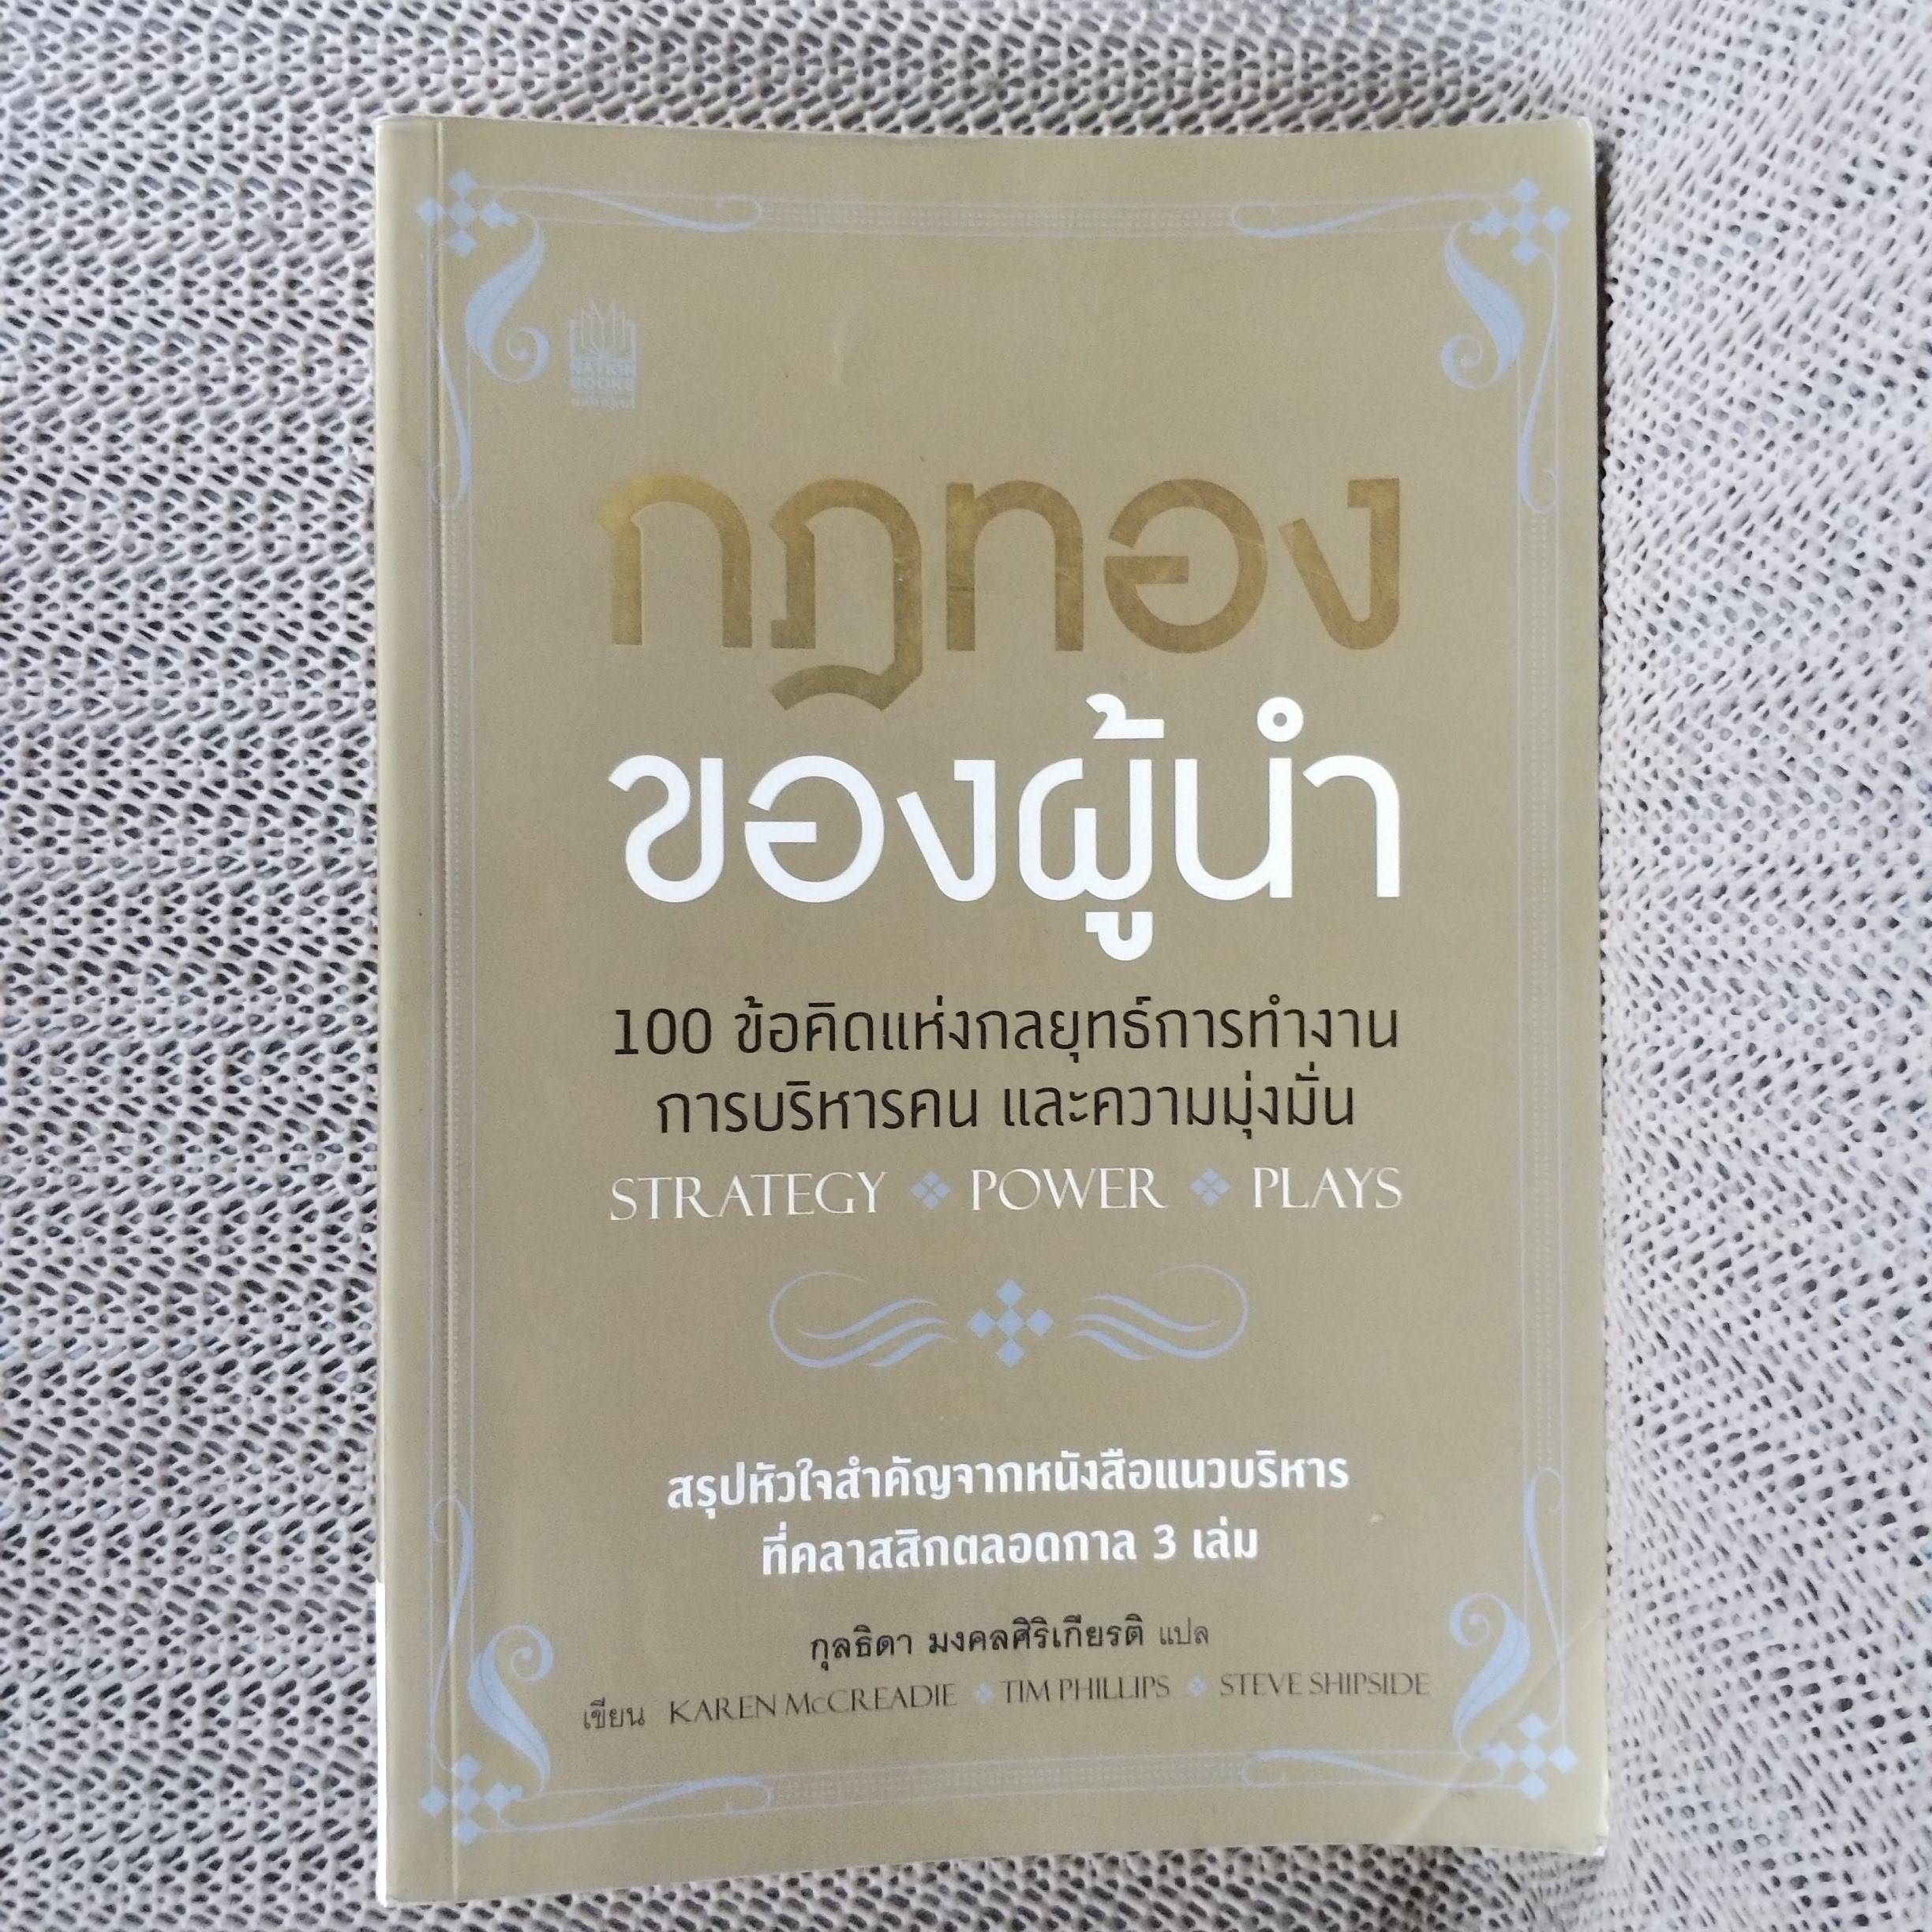 NATION
BOOKS
กฎทอง
ของผู้นำ
100 ข้อคิดแห่งกลยุทธ์การทำงาน
การบริหารคน และความมุ่งมั่น
STRATEGY POWER PLAYS
สรุปหัวใจสำคัญจากหนังสือแนวบริหาร
ที่คลาสสิกตลอดกาล 3 เล่ม
กุลธิดา มงคลศิริเกียรติ แปล
เขียน KAREN McCREADIE TIM PHILLIPS STEVE SHIPSIDE